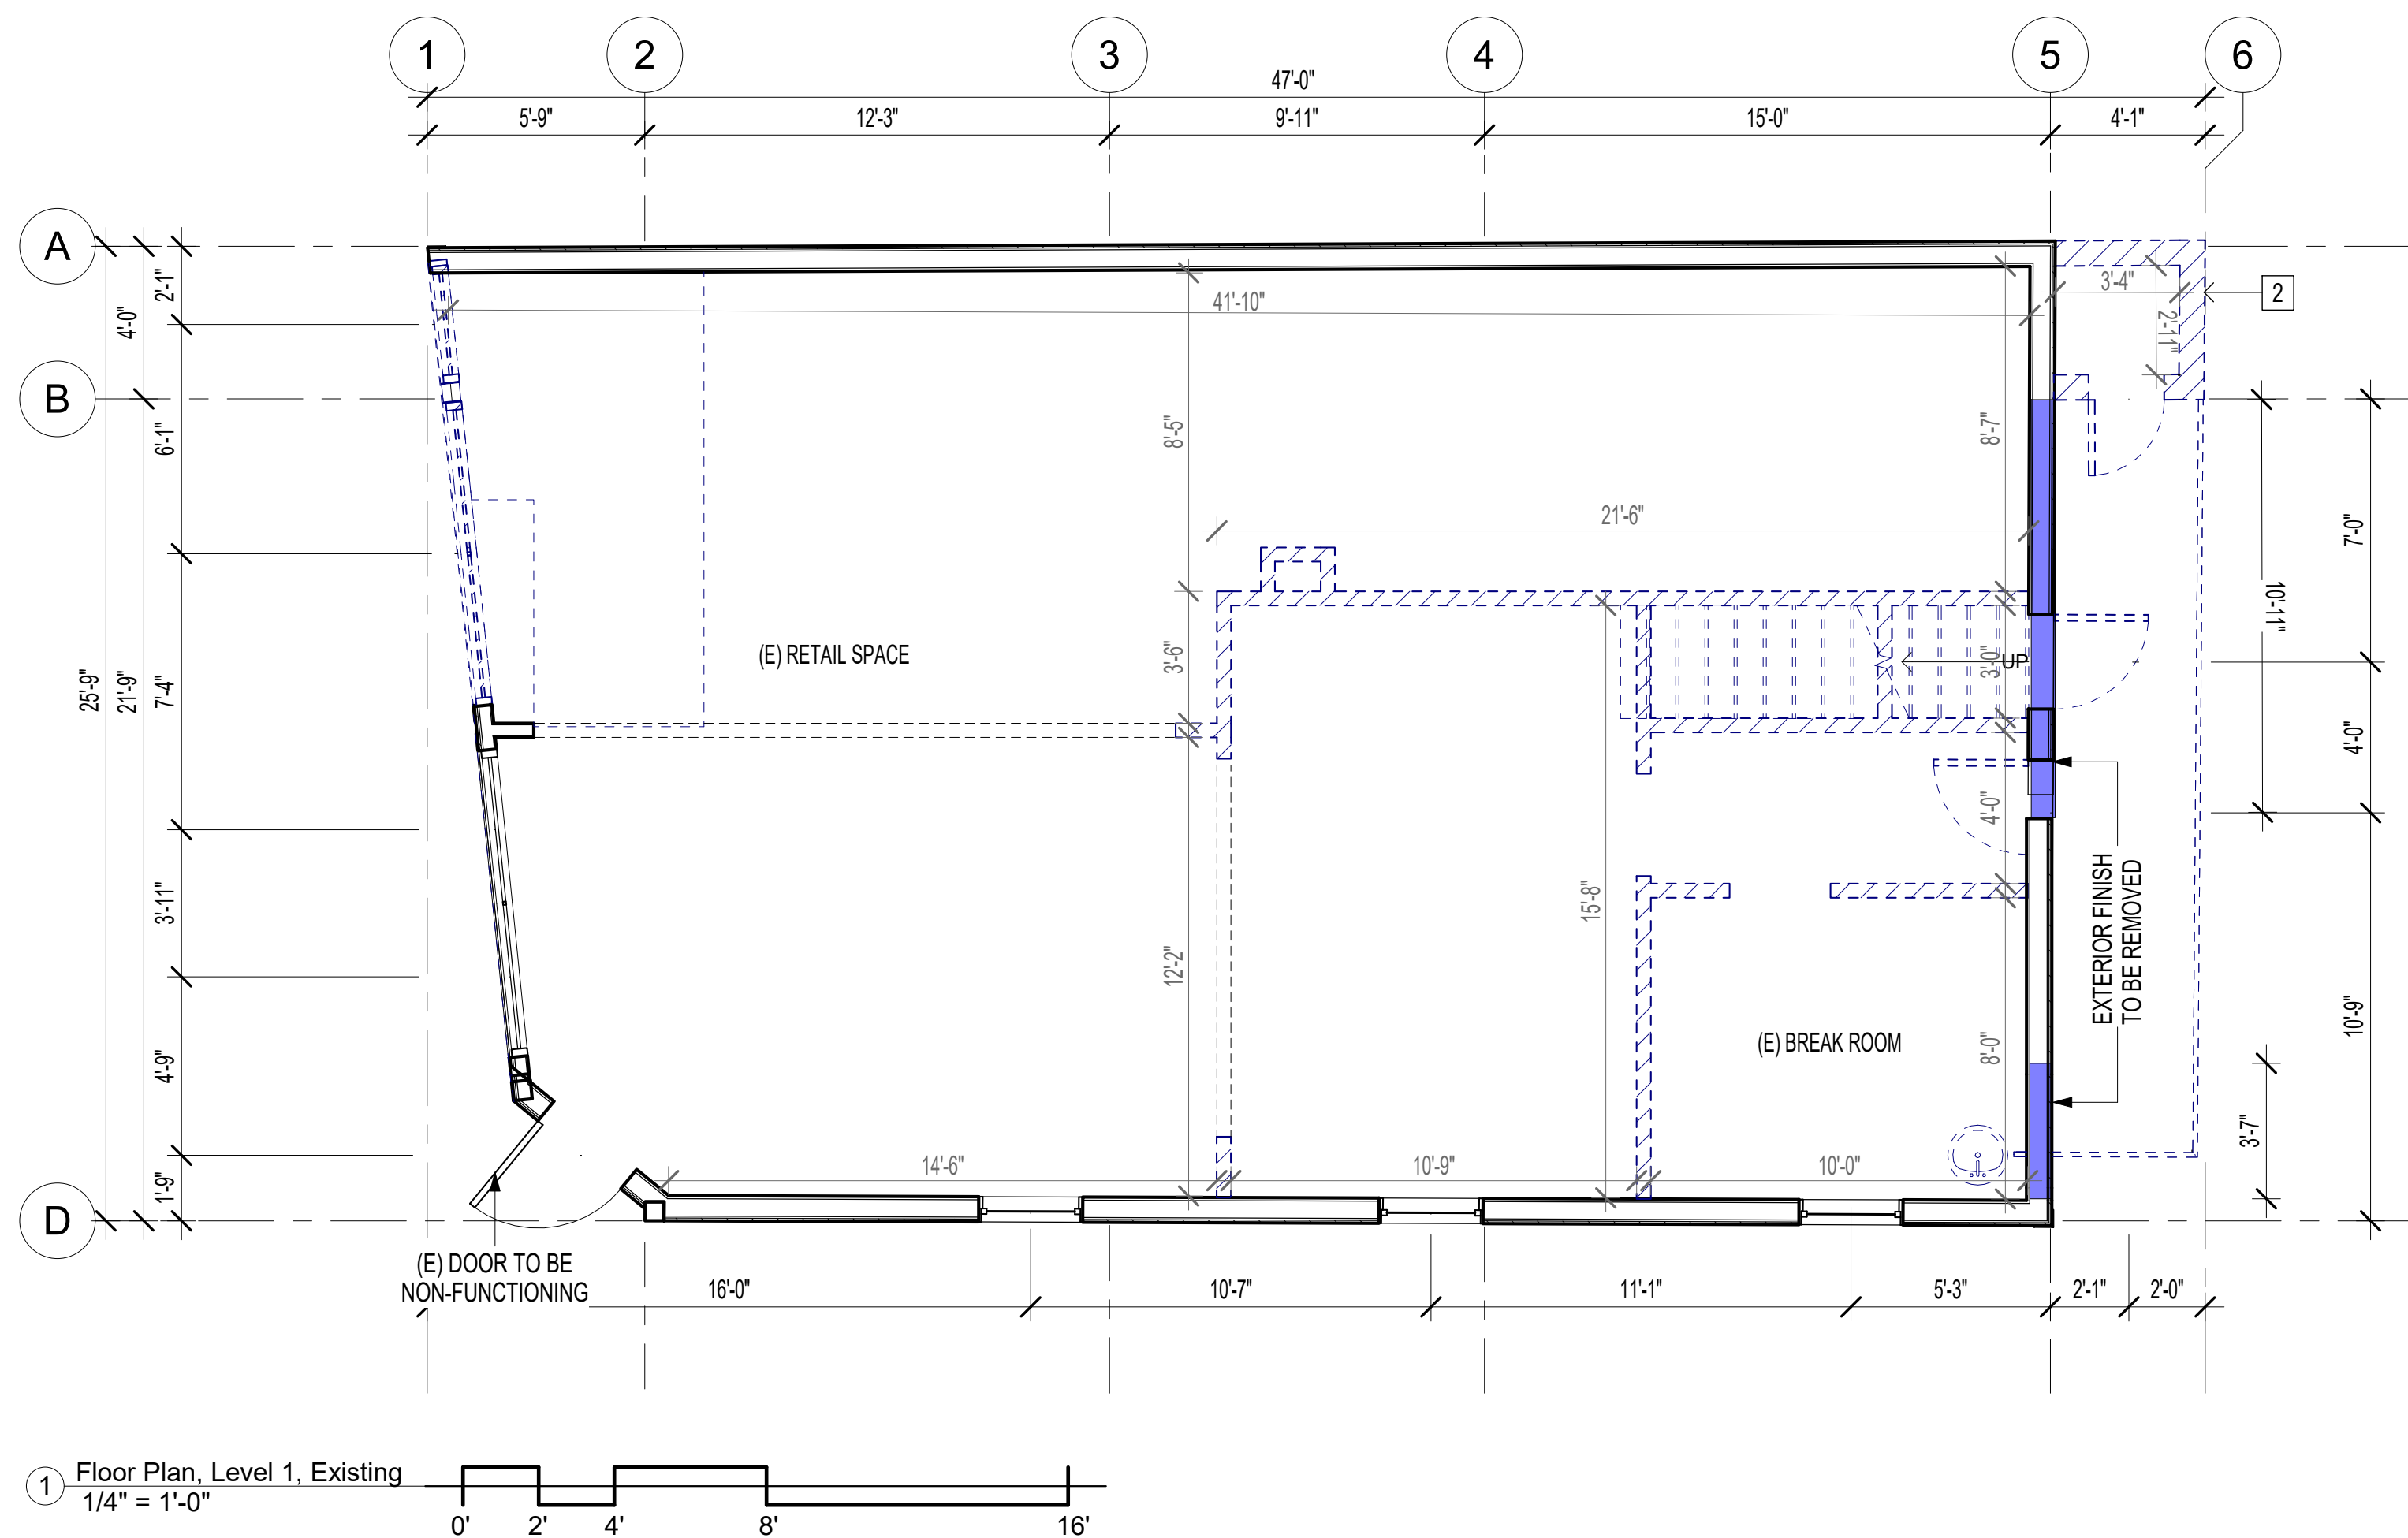 1 2 3 4 5 6
47'-0"
5'-9" 12'-3" 9'-11" 15'-0" 4'-1"
A
B
D
2'-1"
6'-1"
7'-4"
3'-11"
4'-9"
1'-9"
4'-0"
21'-9"
25'-9"
41'-10"
3'-4"
2
2'-11"
8'-5"
8'-7"
21'-6"
7'-0"
10'-11"
(E) RETAIL SPACE
3'-6"
3'-0"
UP
4'-0"
4'-0"
15'-8"
12'-2"
EXTERIOR FINISH
TO BE REMOVED
10'-9"
(E) BREAK ROOM
8'-0"
3'-7"
14'-6" 10'-9" 10'-0"
(E) DOOR TO BE
NON-FUNCTIONING
16'-0" 10'-7" 11'-1" 5'-3" 2'-1" 2'-0"
1 Floor Plan, Level 1, Existing
1/4" = 1'-0"
0' 2' 4' 8' 16'